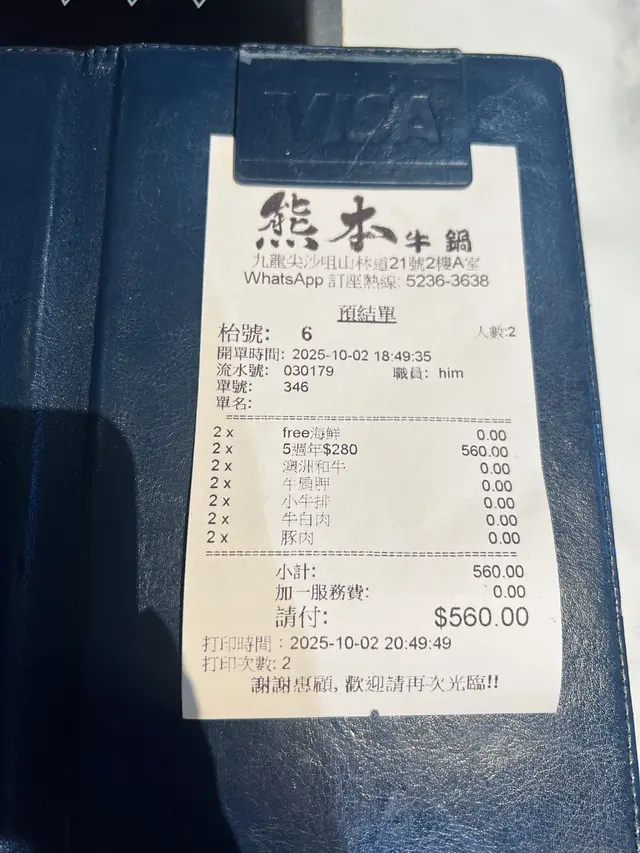 VISA
熊本牛鍋
九龍尖沙咀山林道21號2樓A室
WhatsApp 訂座熱線: 5236-3638
預結單
枱號: 6 人數:2
開單時間: 2025-10-02 18:49:35
流水號: 030179 職員: him
單號: 346
單名:
2 x free海鮮 0.00
2 x 5週年$280 560.00
2 x 澳洲和牛 0.00
2 x 牛鴨胛 0.00
2 x 小牛排 0.00
2 x 牛白肉 0.00
2 x 豚肉 0.00
小計: 560.00
加一服務費: 0.00
請付: $560.00
打印時間：2025-10-02 20:49:49
打印次數: 2
謝謝惠顧, 歡迎請再次光臨!!